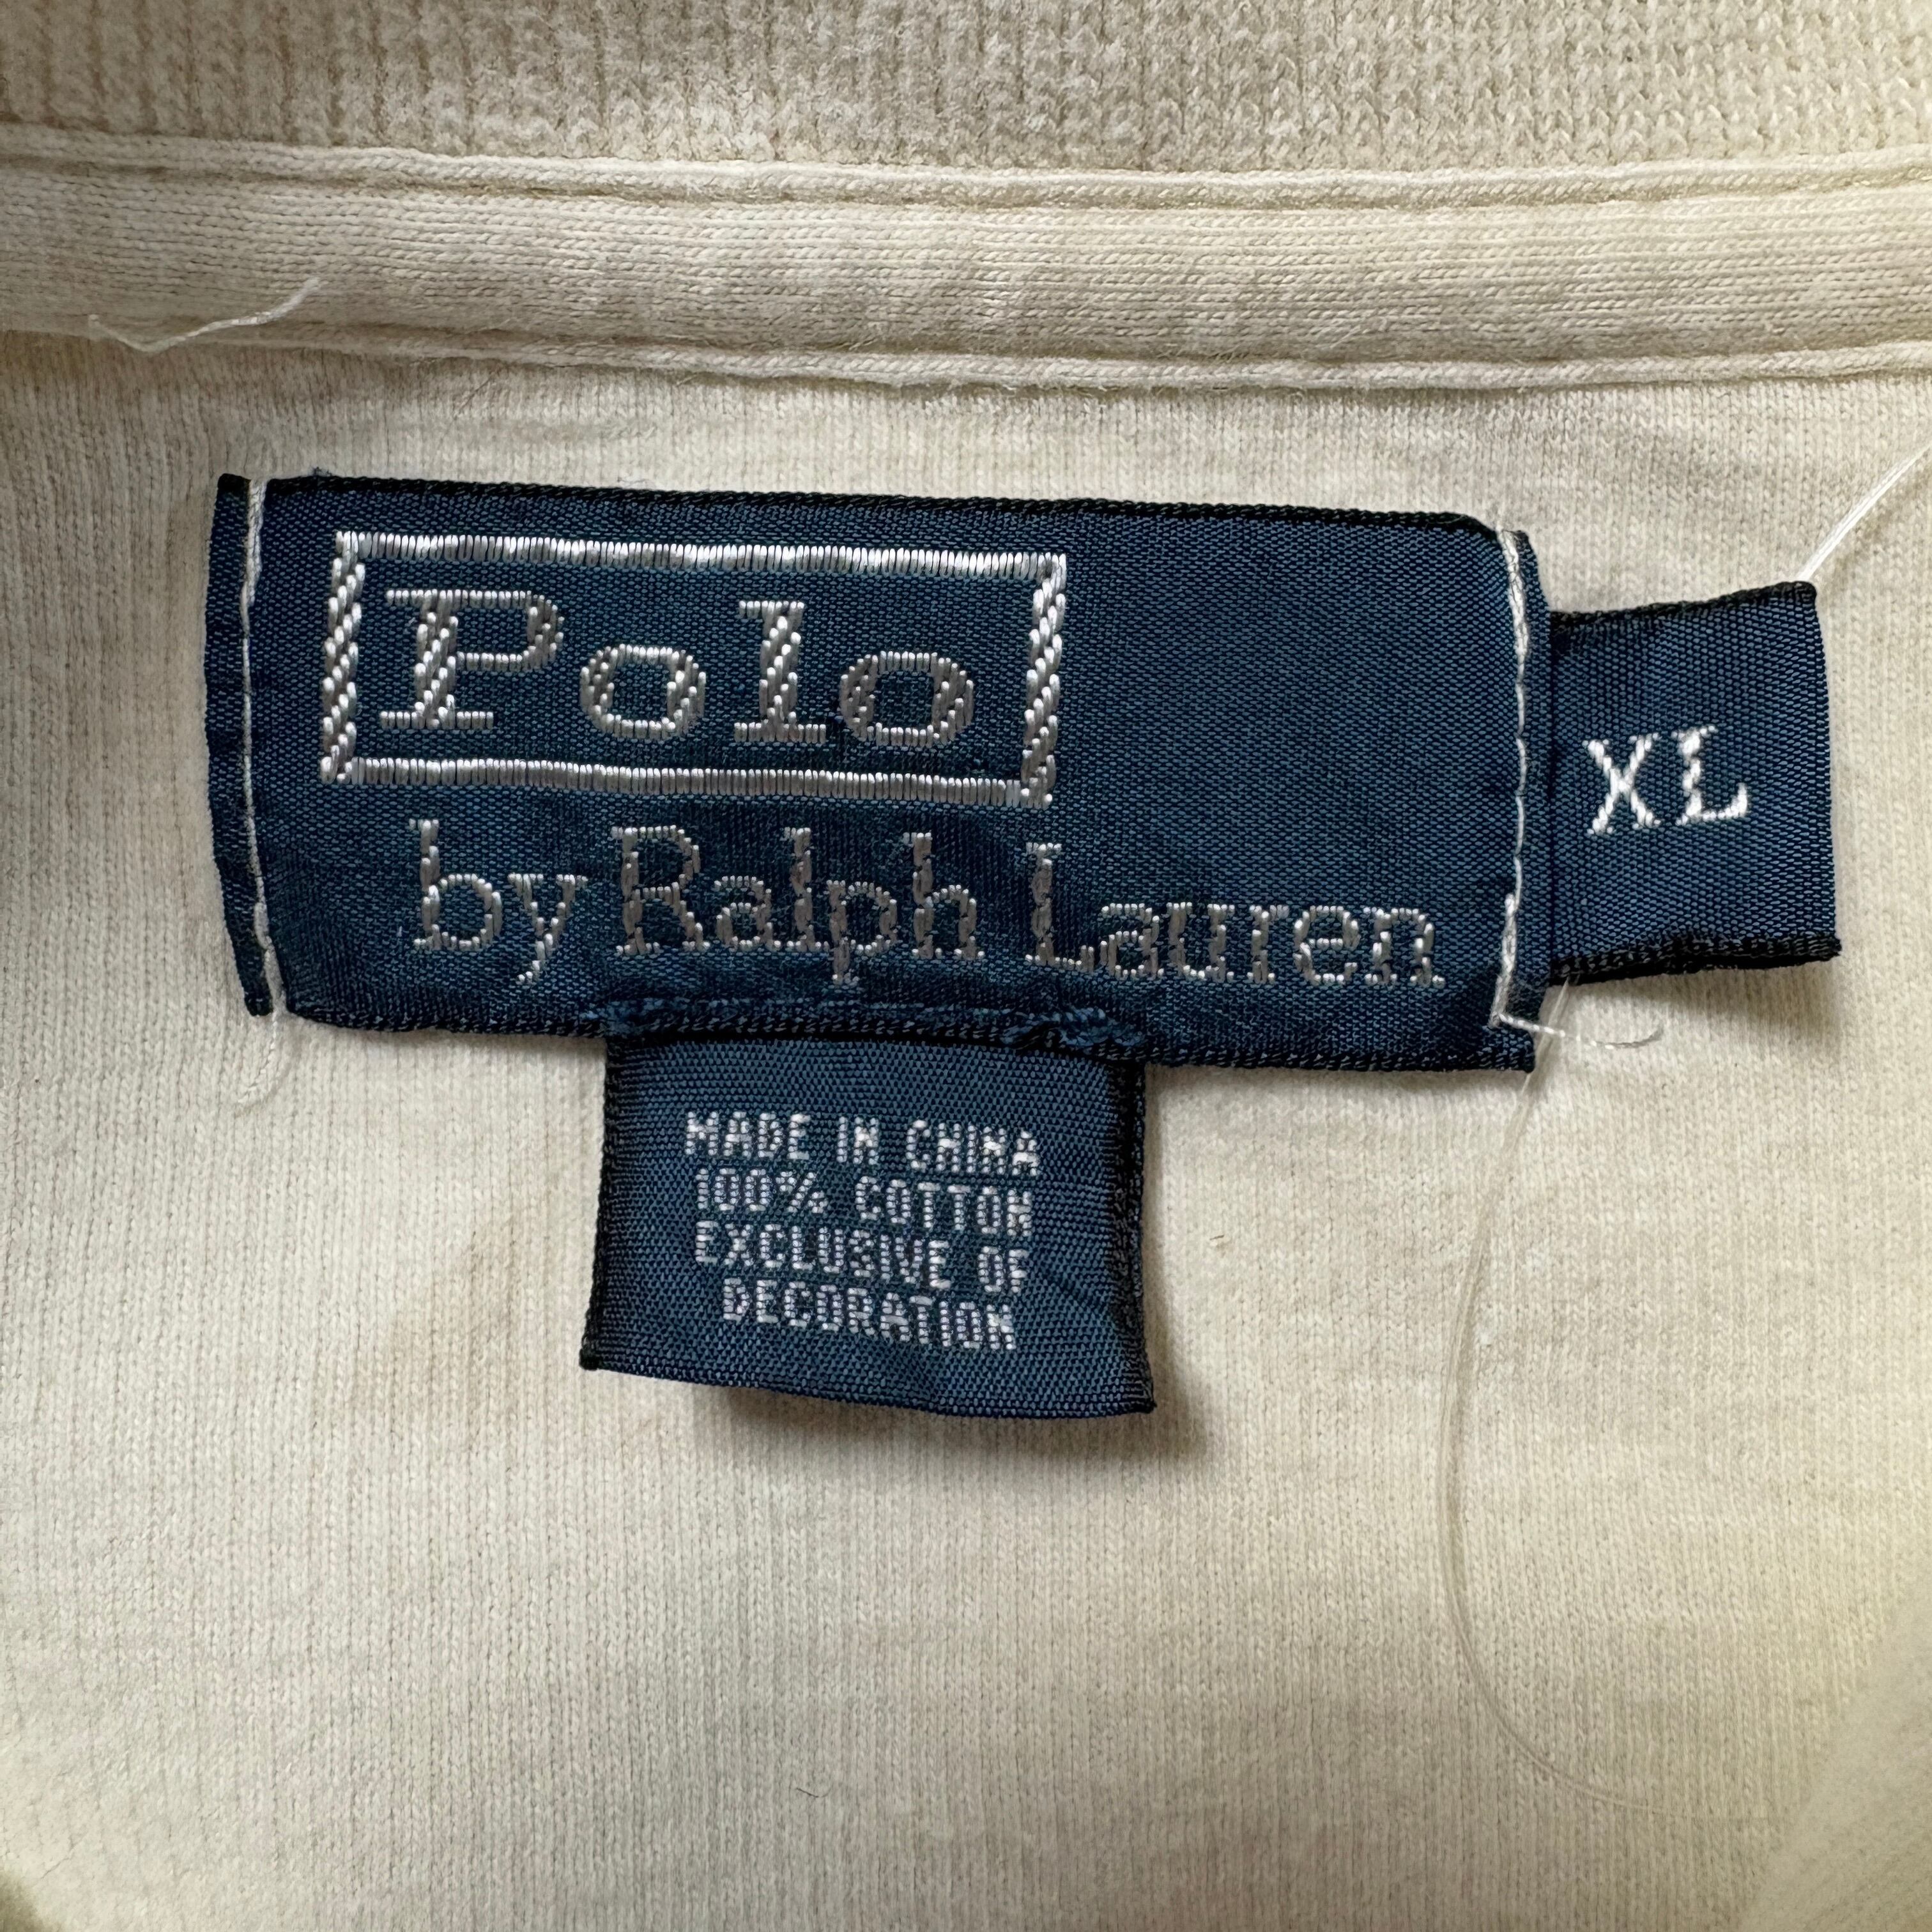 Polo
by Ralph Lauren
XL
MADE IN CHINA
100% COTTON
EXCLUSIVE OF
DECORATION